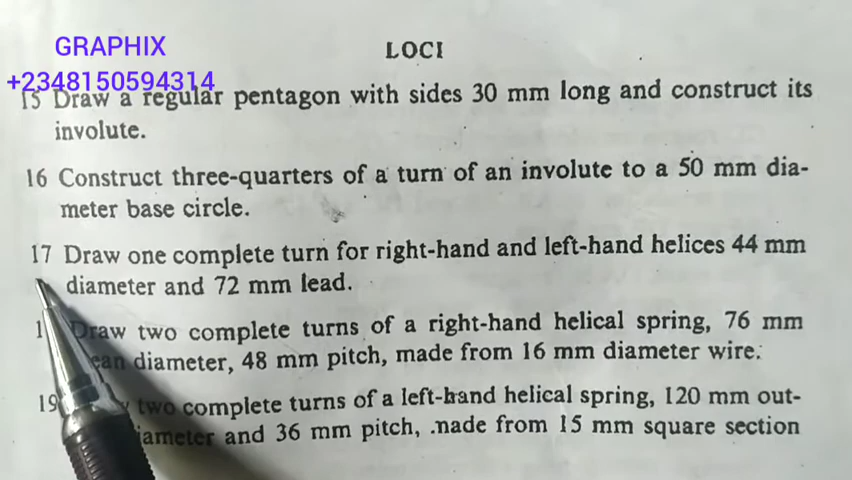 GRAPHIX
LOCI
+2348150594314
15 Draw a regular pentagon with sides 30 mm long and construct its
involute.
16 Construct three-quarters of a turn of an involute to a 50 mm dia-
meter base circle.
17 Draw one complete turn for right-hand and left-hand helices 44 mm
diameter and 72 mm lead.
Draw two complete turns of a right-hand helical spring, 76 mm
diameter, 48 mm pitch, made from 16 mm diameter wire.
19 two complete turns of a left-hand helical spring, 120 mm out-
and 36 mm pitch, made from 15 mm square section